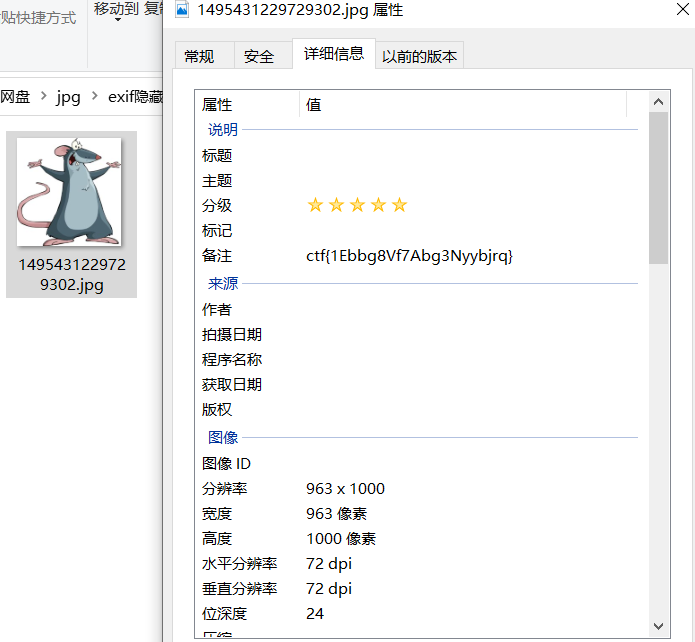 贴快捷方式
移动到 复制
1495431229729302.jpg 属性
常规 安全 详细信息 以前的版本
网盘 > jpg > exif隐藏
属性 值
说明
标题
主题
分级
标记
备注 ctf{1Ebbg8Vf7Abg3Nyybjrq}
149543122972
9302.jpg
来源
作者
拍摄日期
程序名称
获取日期
版权
图像
图像 ID
分辨率 963 x 1000
宽度 963 像素
高度 1000 像素
水平分辨率 72 dpi
垂直分辨率 72 dpi
位深度 24
压缩